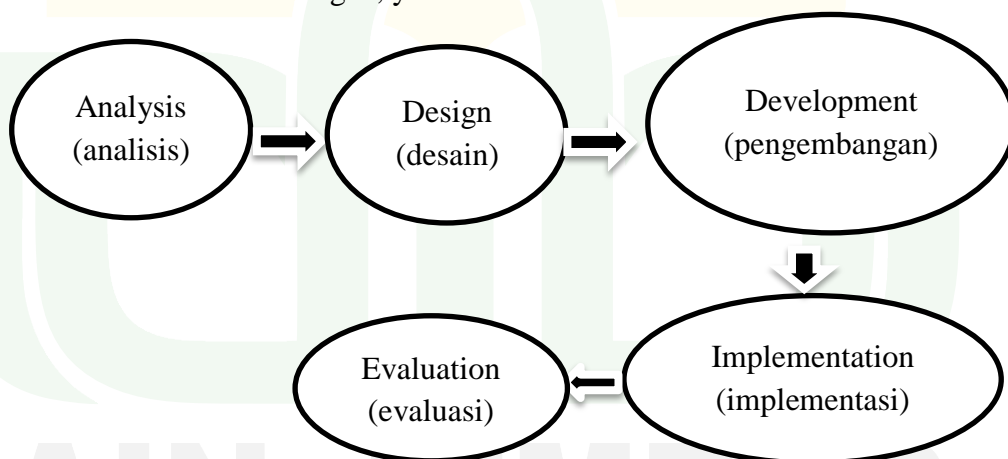 Analysis
(analisis)
Design
(desain)
Development
(pengembangan)
Implementation
(implementasi)
Evaluation
(evaluasi)